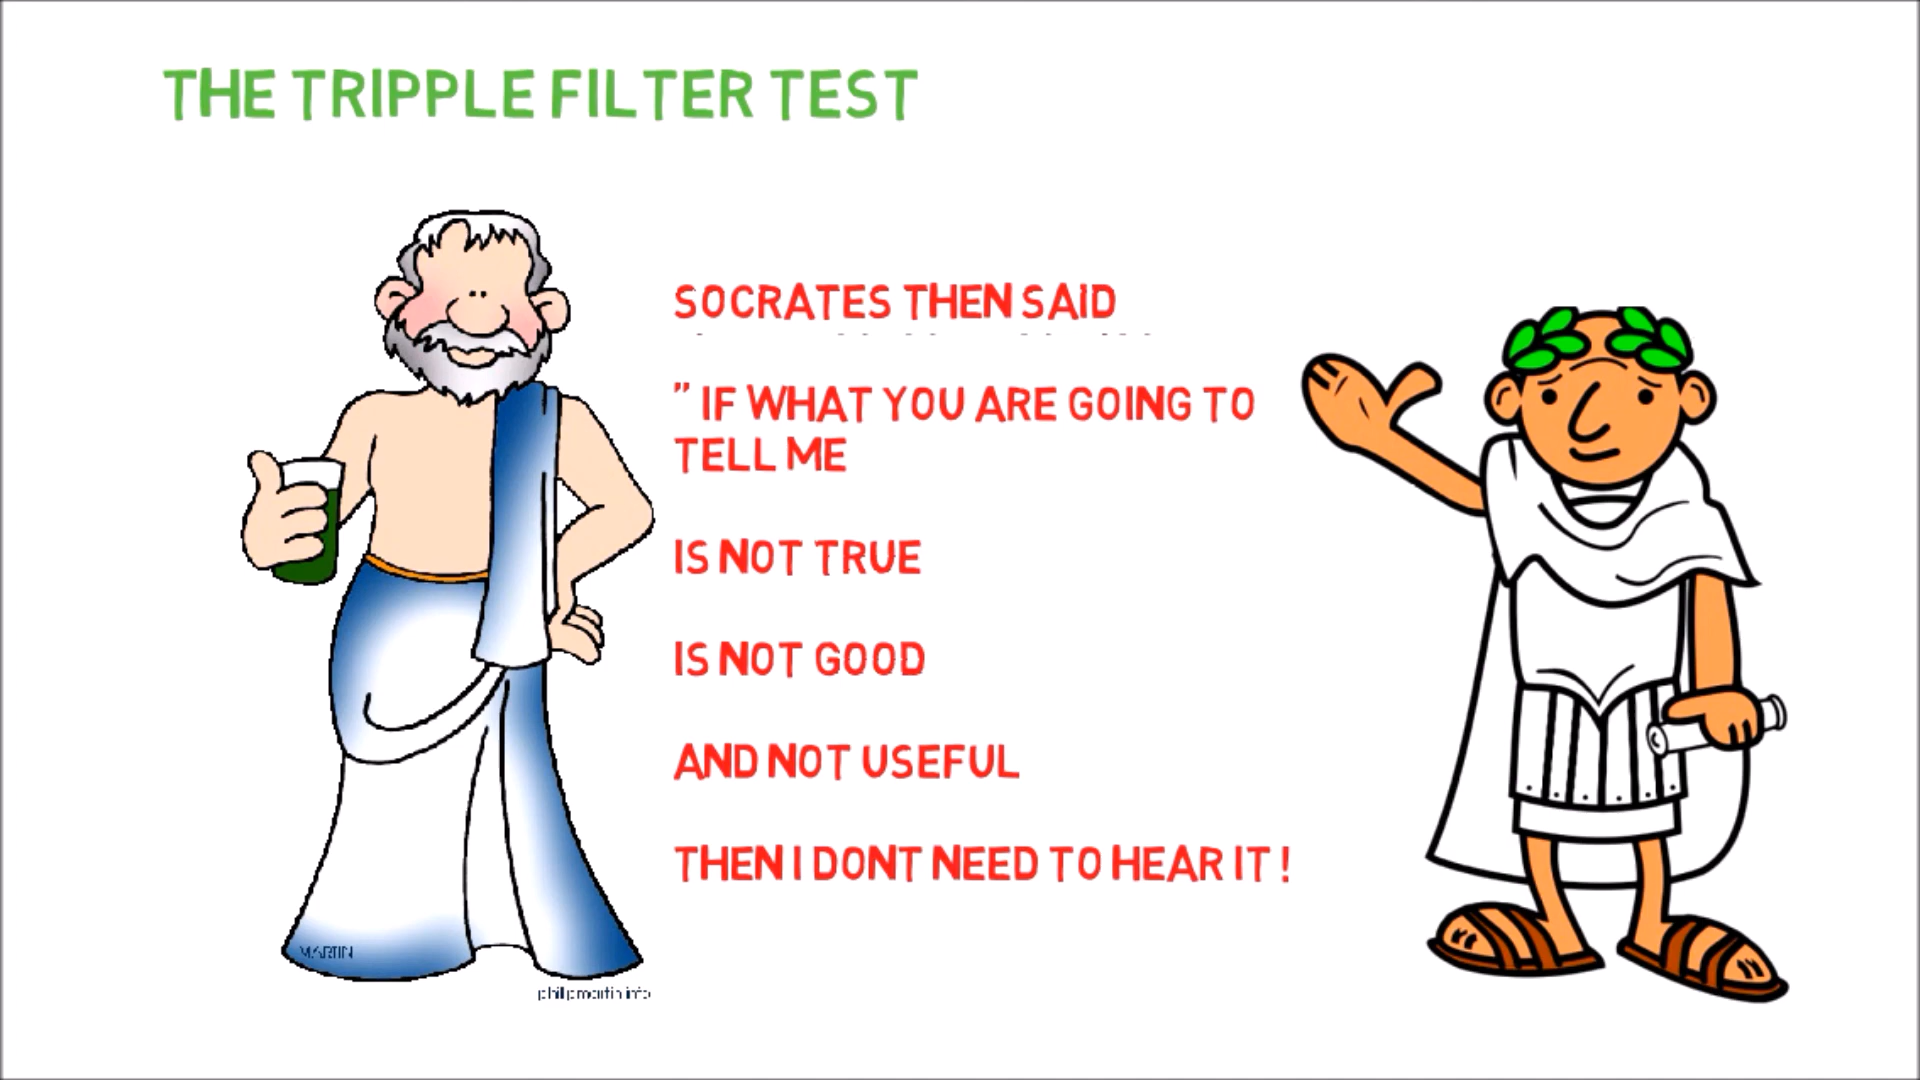 THE TRIPPLE FILTER TEST
SOCRATES THEN SAID
" IF WHAT YOU ARE GOING TO
TELL ME
IS NOT TRUE
IS NOT GOOD
AND NOT USEFUL
THEN I DONT NEED TO HEAR IT !
MARTIN
phillipmartin.info